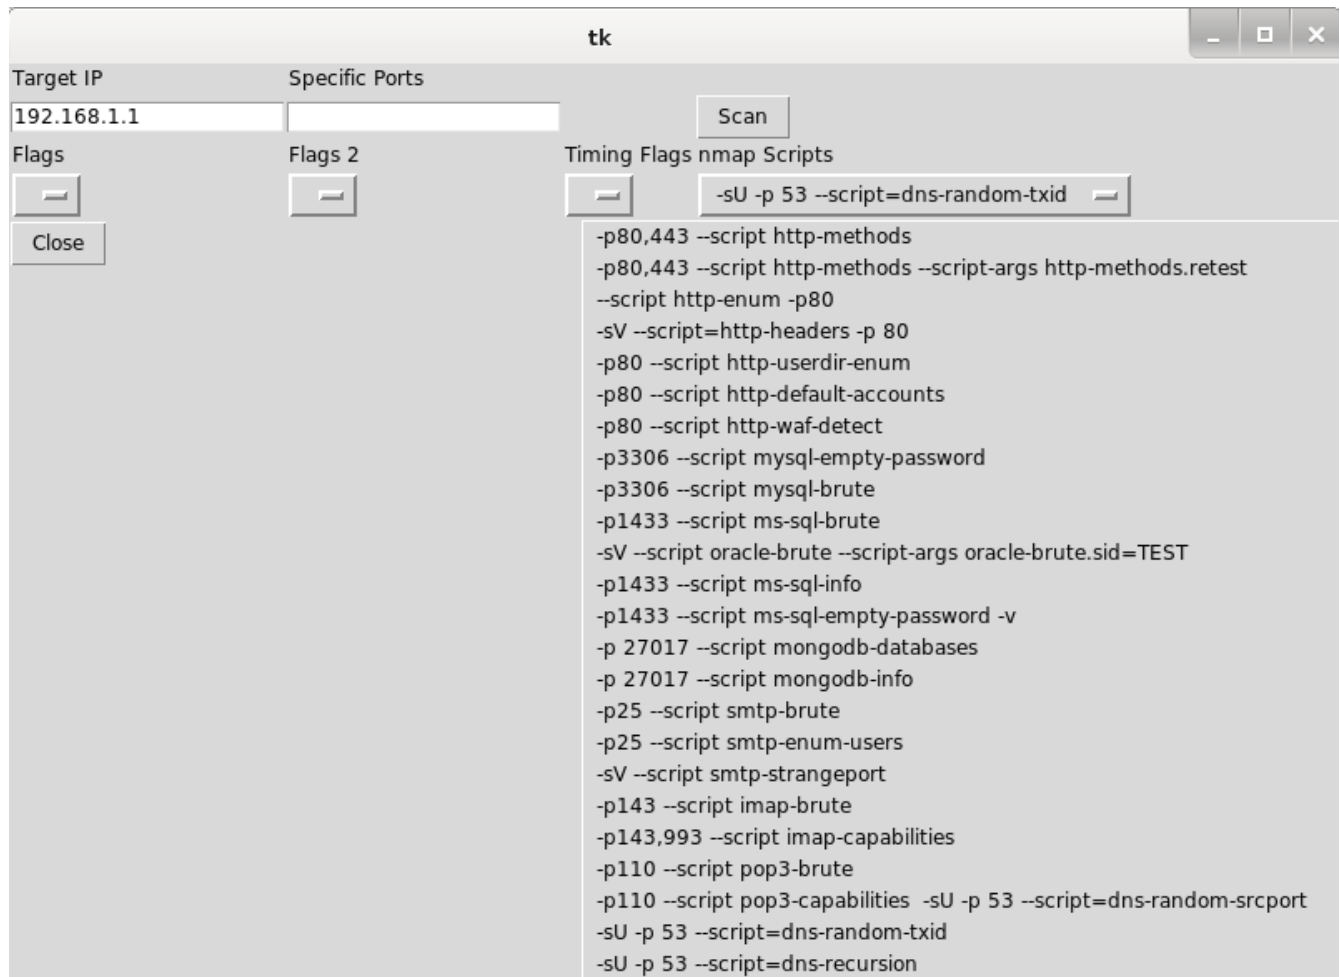 tk
Target IP Specific Ports
192.168.1.1 Scan
Flags Flags 2 Timing Flags nmap Scripts
-sU -p 53 --script=dns-random-txid
Close
-p80,443 --script http-methods
-p80,443 --script http-methods --script-args http-methods.retest
--script http-enum -p80
-sV --script=http-headers -p 80
-p80 --script http-userdir-enum
-p80 --script http-default-accounts
-p80 --script http-waf-detect
-p3306 --script mysql-empty-password
-p3306 --script mysql-brute
-p1433 --script ms-sql-brute
-sV --script oracle-brute --script-args oracle-brute.sid=TEST
-p1433 --script ms-sql-info
-p1433 --script ms-sql-empty-password -v
-p 27017 --script mongodb-databases
-p 27017 --script mongodb-info
-p25 --script smtp-brute
-p25 --script smtp-enum-users
-sV --script smtp-strangeport
-p143 --script imap-brute
-p143,993 --script imap-capabilities
-p110 --script pop3-brute
-p110 --script pop3-capabilities  -sU -p 53 --script=dns-random-srcport
-sU -p 53 --script=dns-random-txid
-sU -p 53 --script=dns-recursion